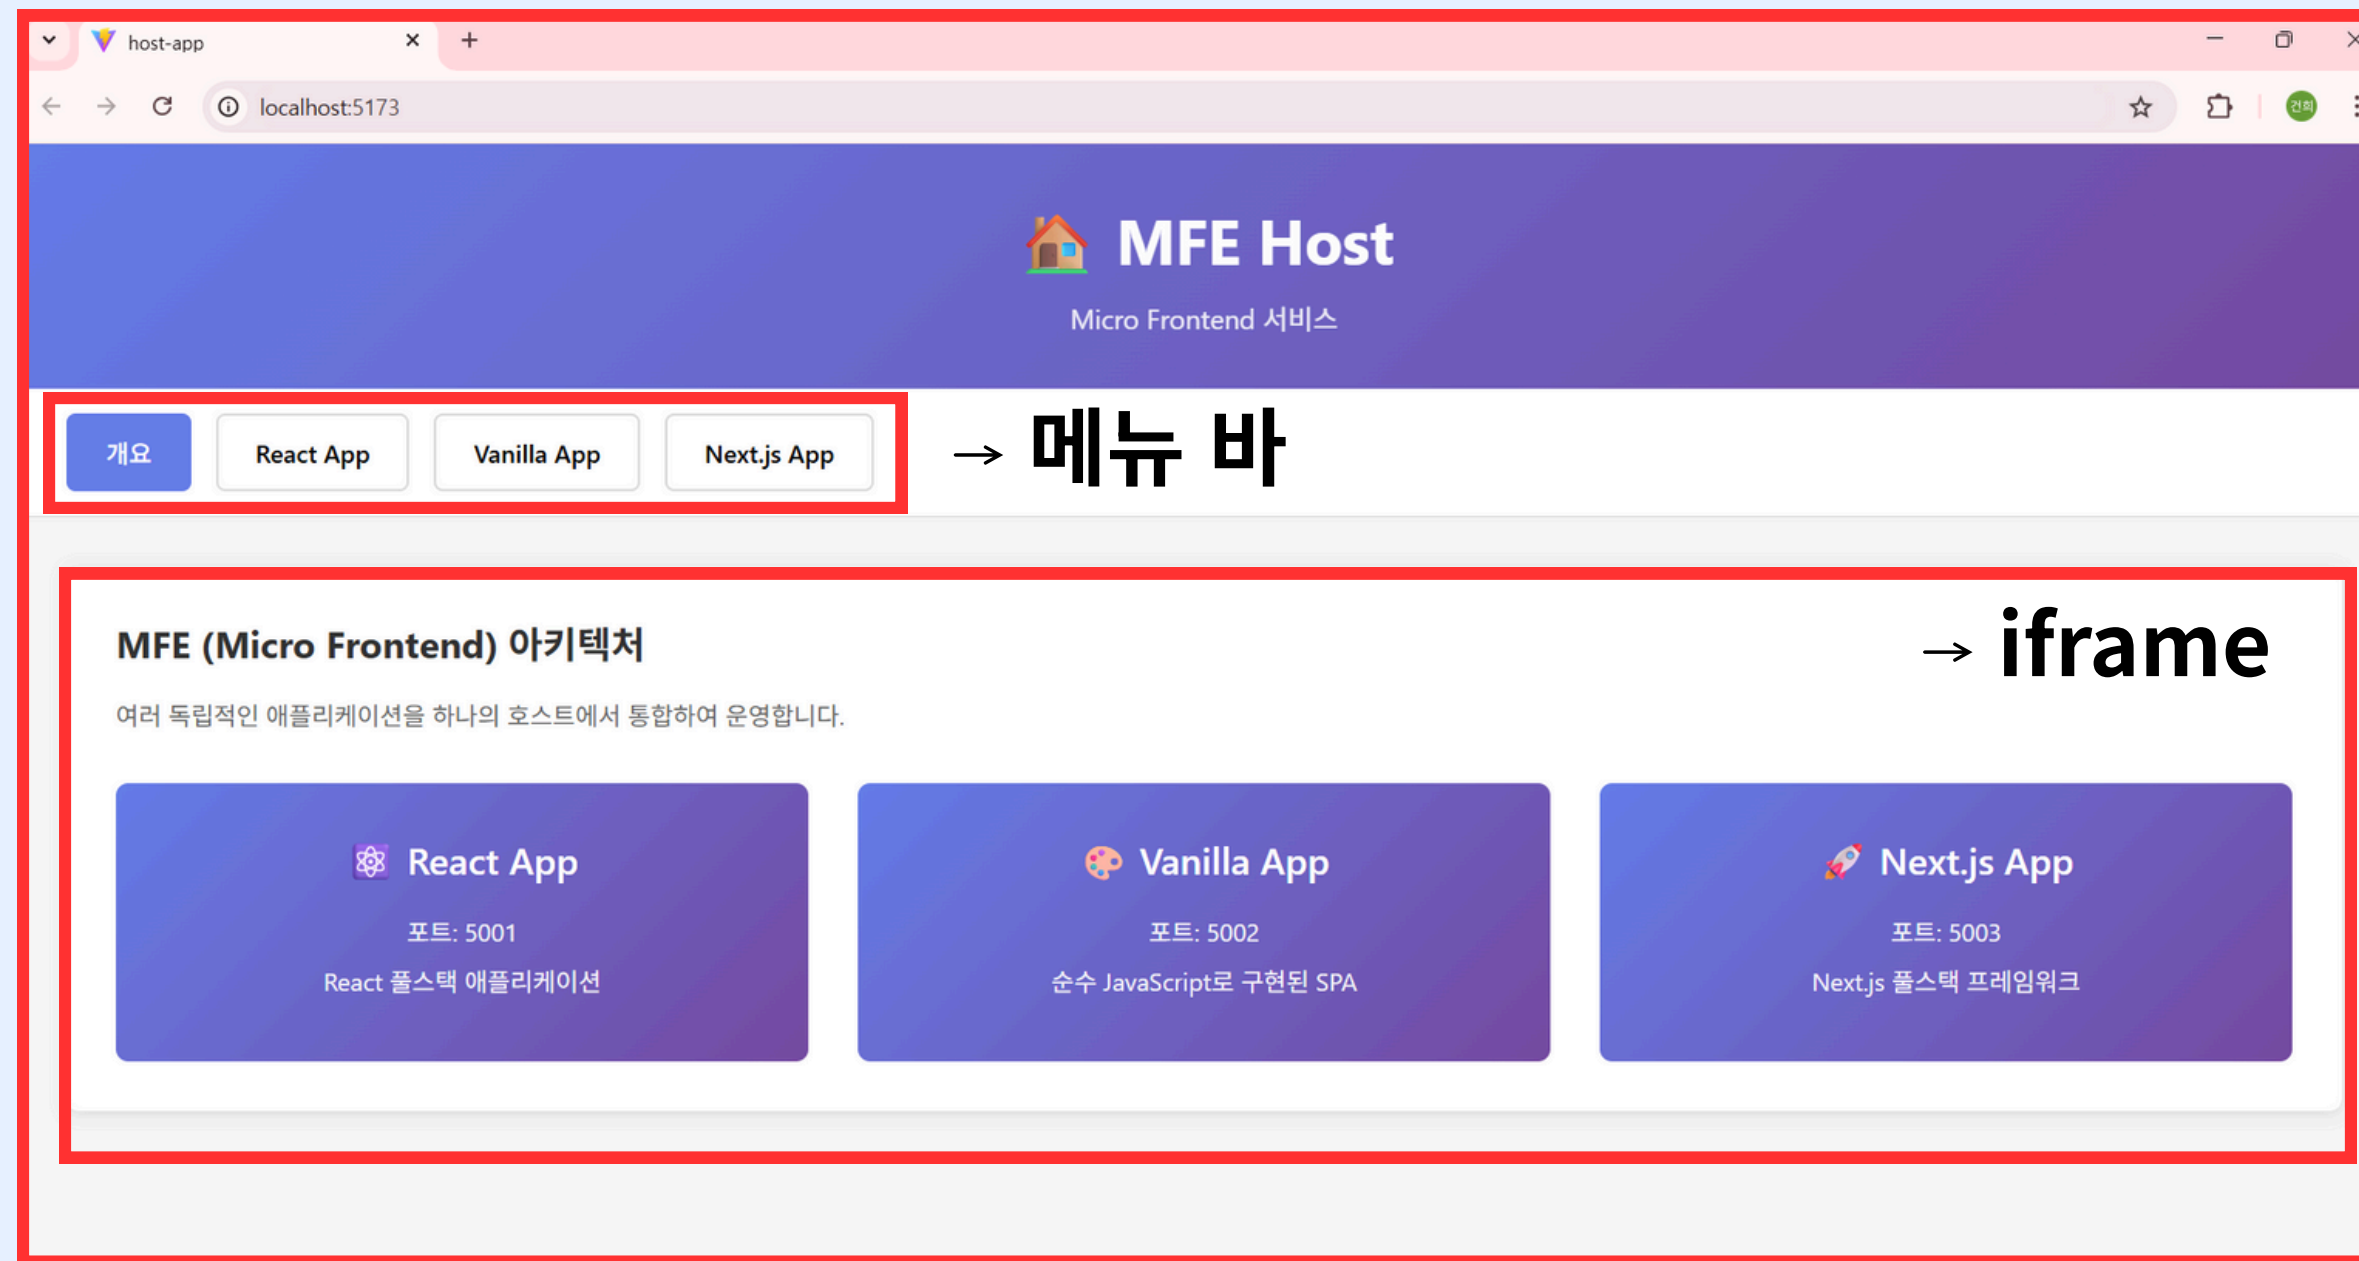 host-app
localhost:5173
건희
MFE Host
Micro Frontend 서비스
개요
React App
Vanilla App
Next.js App
→ 메뉴 바
→ iframe
MFE (Micro Frontend) 아키텍처
여러 독립적인 애플리케이션을 하나의 호스트에서 통합하여 운영합니다.
React App
포트: 5001
React 풀스택 애플리케이션
Vanilla App
포트: 5002
순수 JavaScript로 구현된 SPA
Next.js App
포트: 5003
Next.js 풀스택 프레임워크